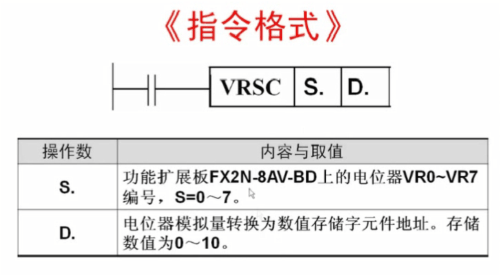 《指令格式》
VRSC S. D.
操作数 内容与取值
S. 功能扩展板FX2N-8AV-BD上的电位器VR0~VR7
编号，S=0～7。
D. 电位器模拟量转换为数值存储字元件地址。存储
数值为0～10。